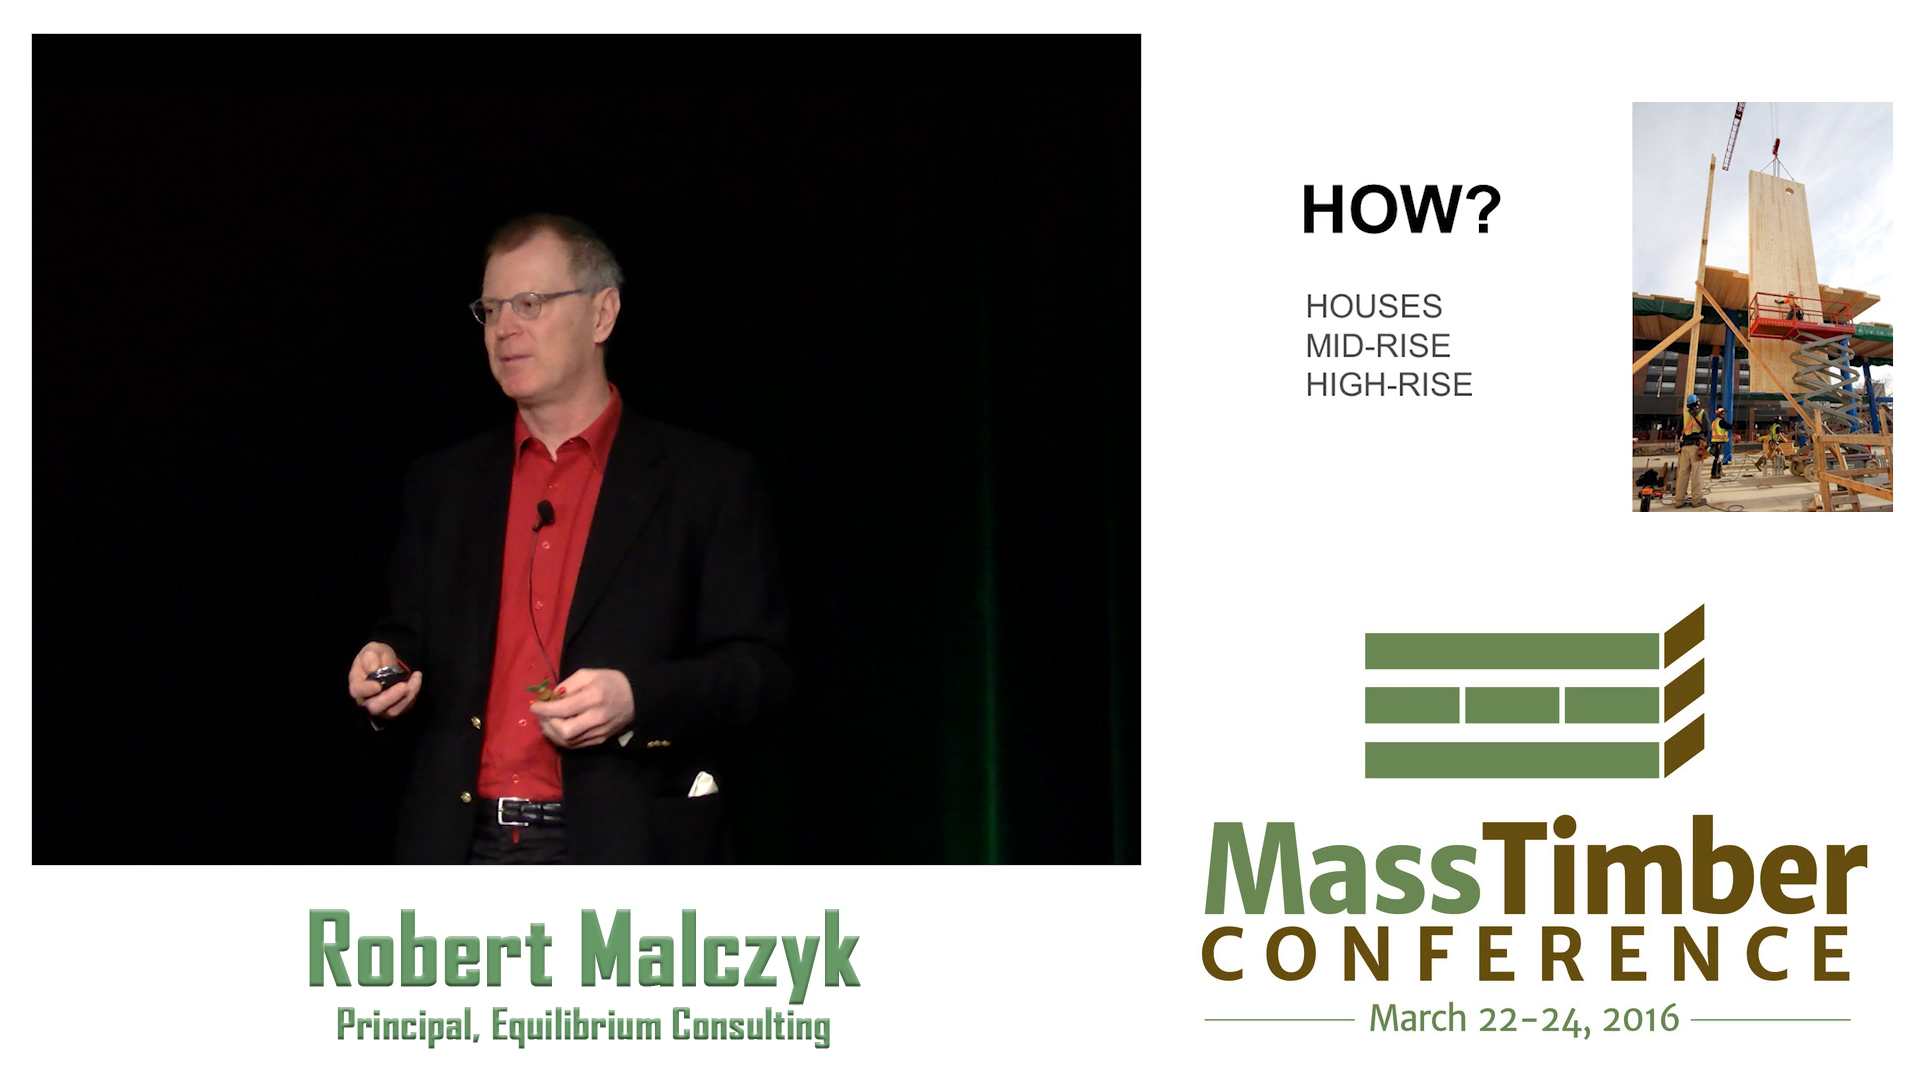 HOW?
HOUSES
MID-RISE
HIGH-RISE
MassTimber
CONFERENCE
March 22-24, 2016
Robert Malczyk
Principal, Equilibrium Consulting